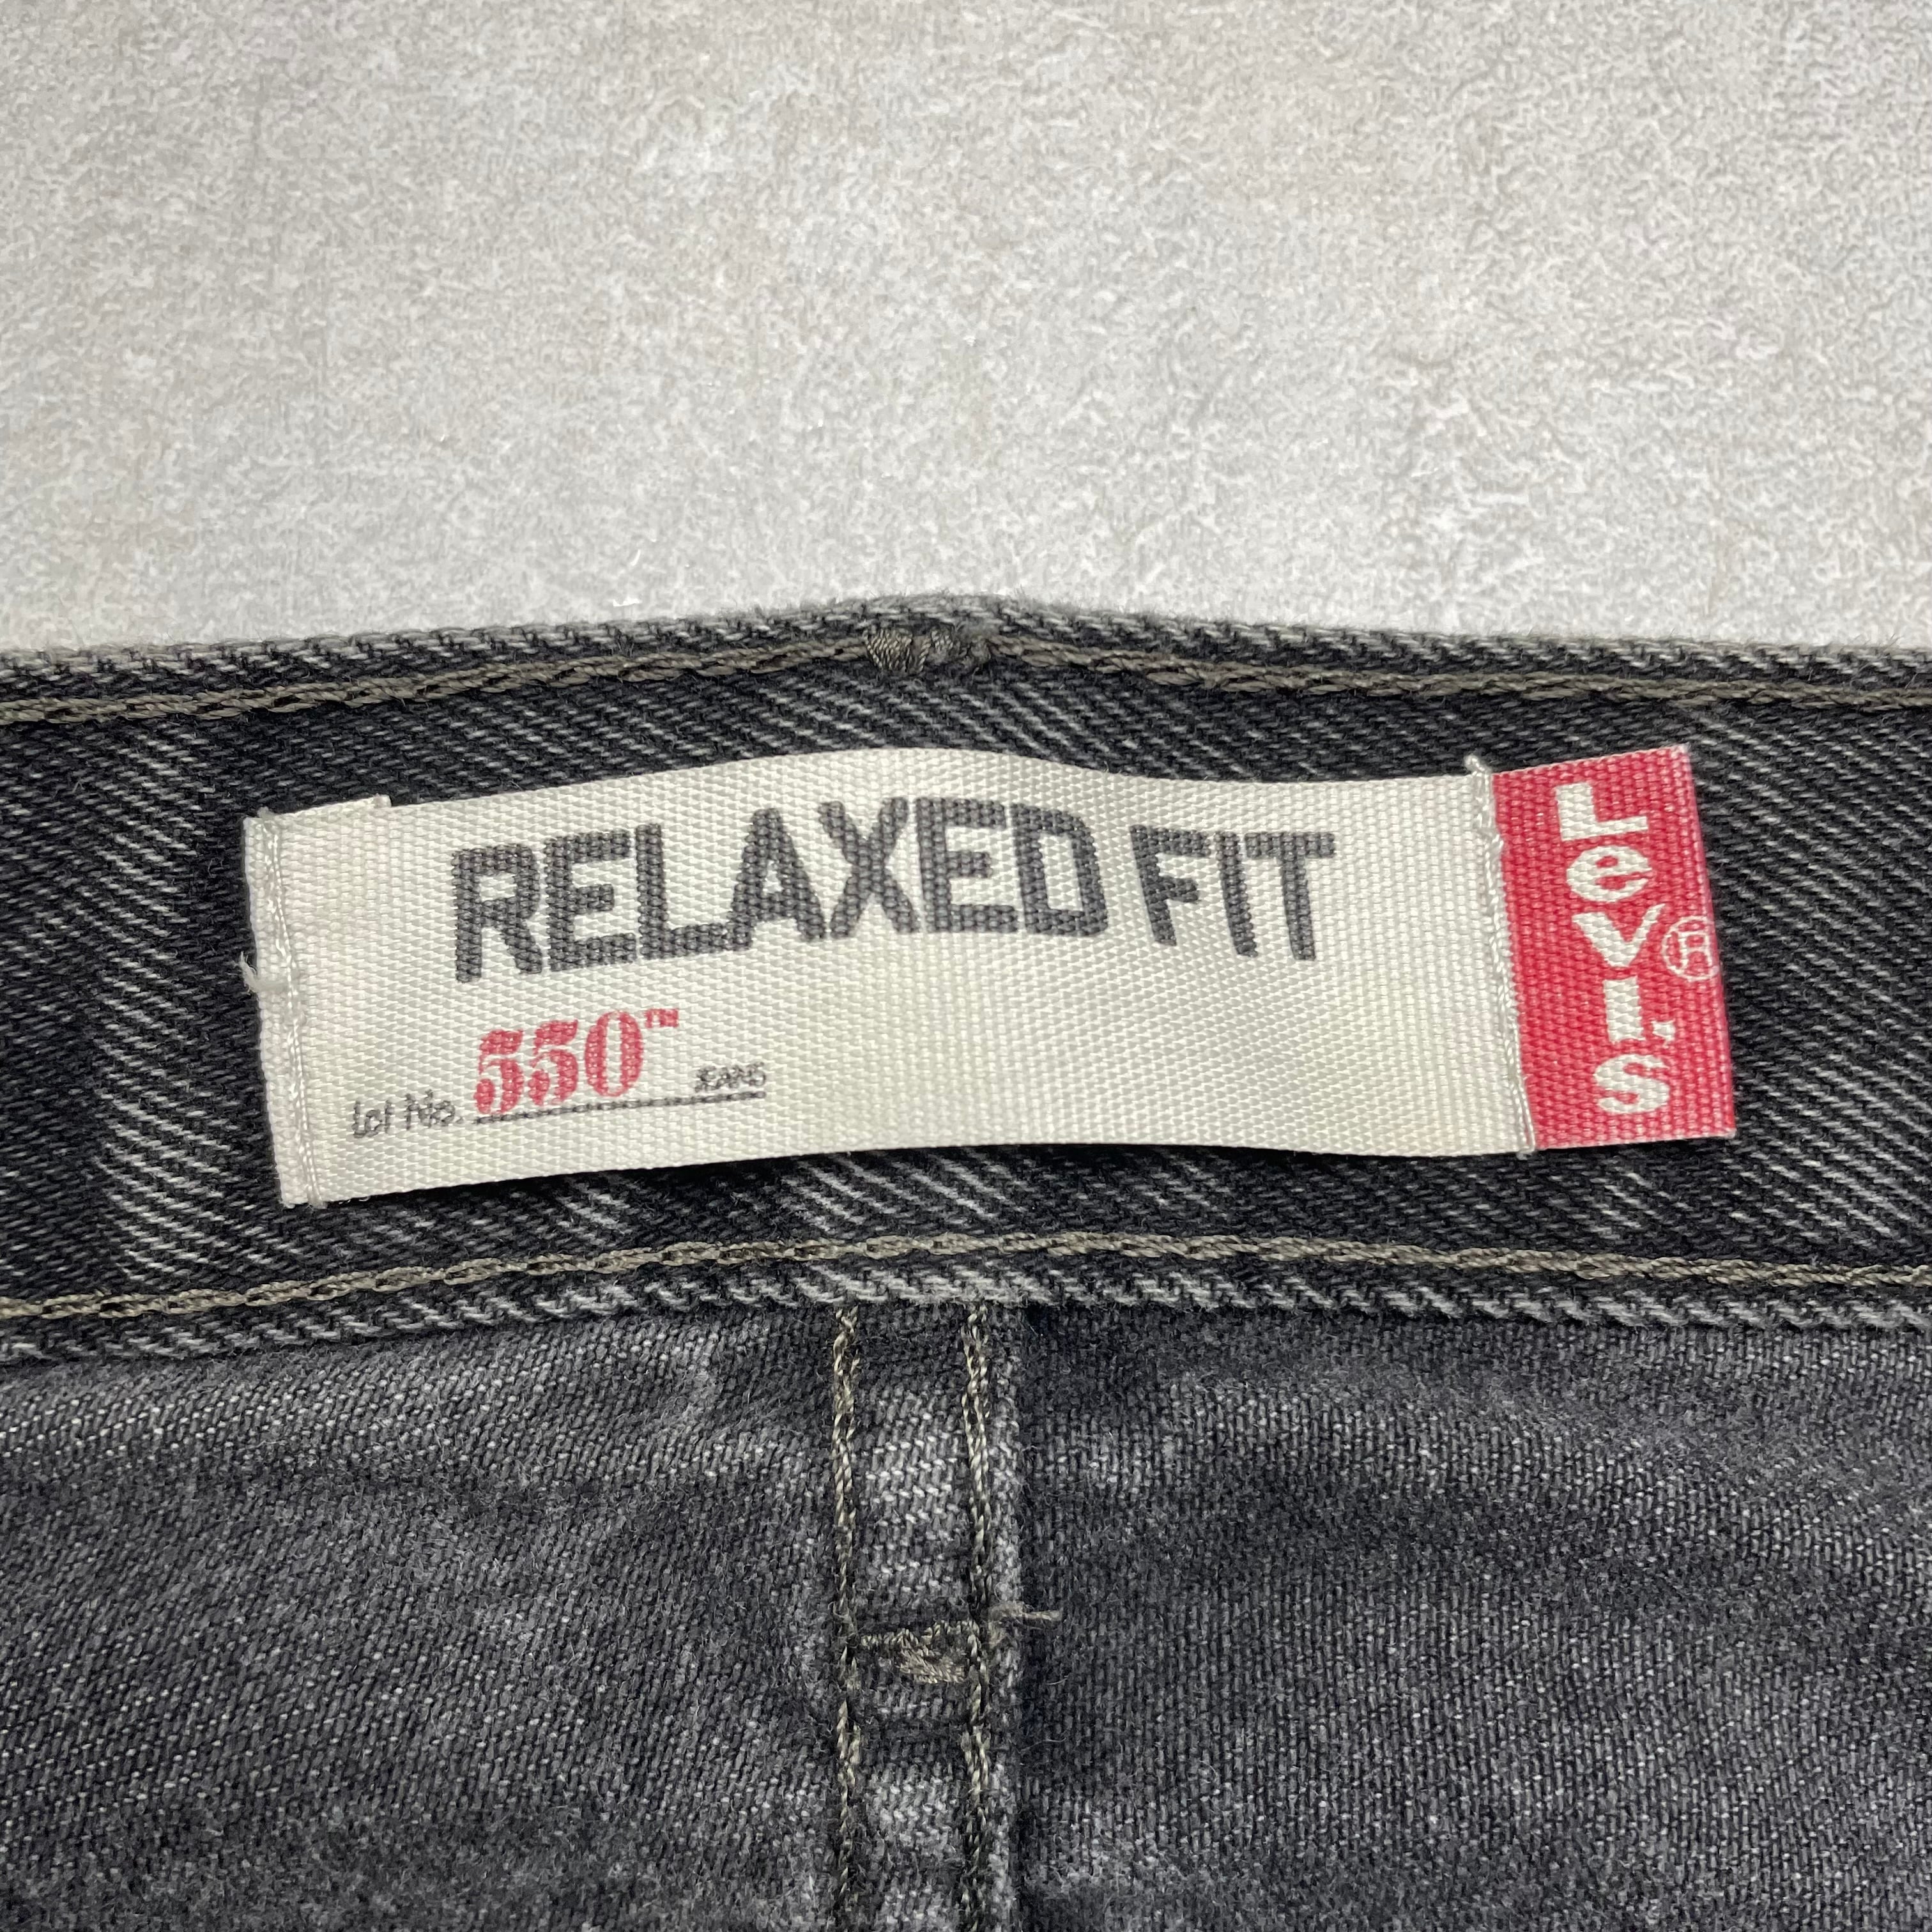 RELAXED FIT
Lot No. 550™ JEANS
Levi's®